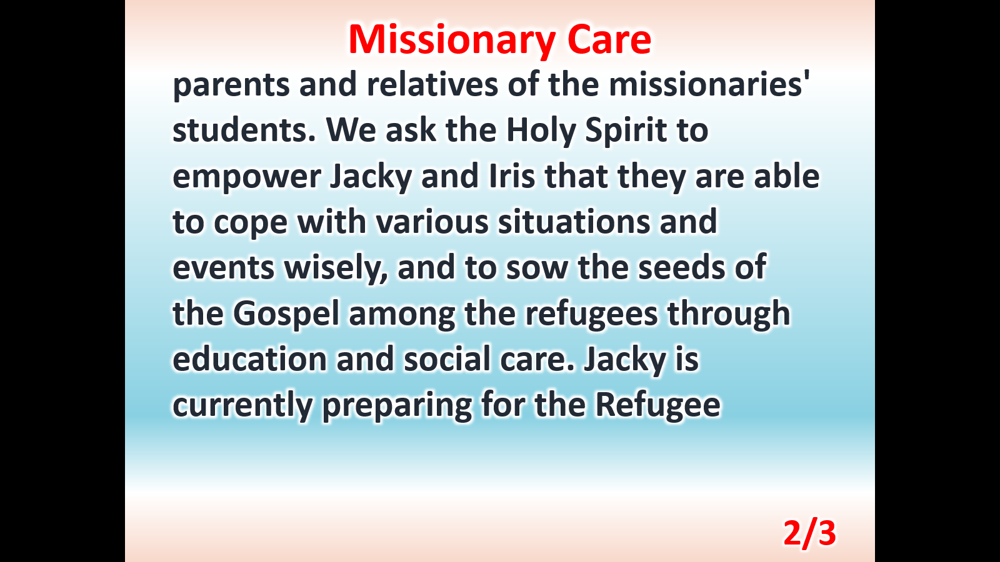 Missionary Care
parents and relatives of the missionaries'
students. We ask the Holy Spirit to
empower Jacky and Iris that they are able
to cope with various situations and
events wisely, and to sow the seeds of
the Gospel among the refugees through
education and social care. Jacky is
currently preparing for the Refugee
2/3